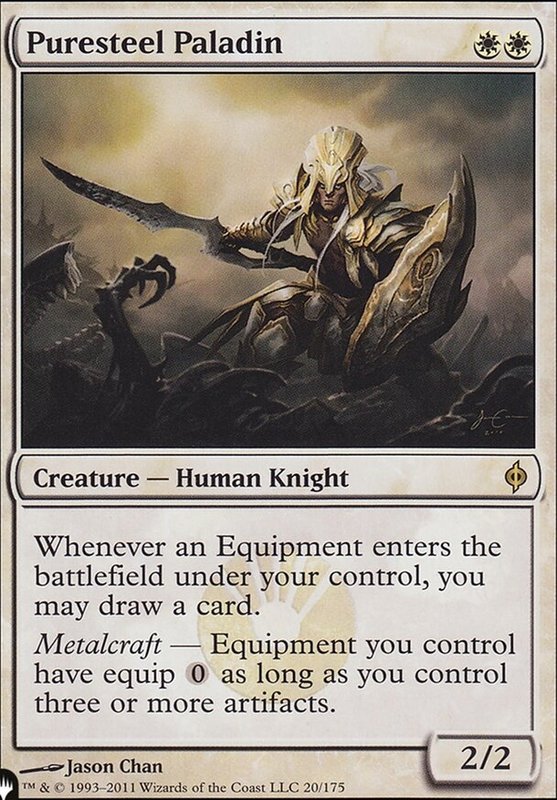 Puresteel Paladin
Creature — Human Knight
Whenever an Equipment enters the
battlefield under your control, you
may draw a card.
Metalcraft — Equipment you control
have equip 0 as long as you control
three or more artifacts.
2/2
Jason Chan
™ & © 1993–2011 Wizards of the Coast LLC 20/175